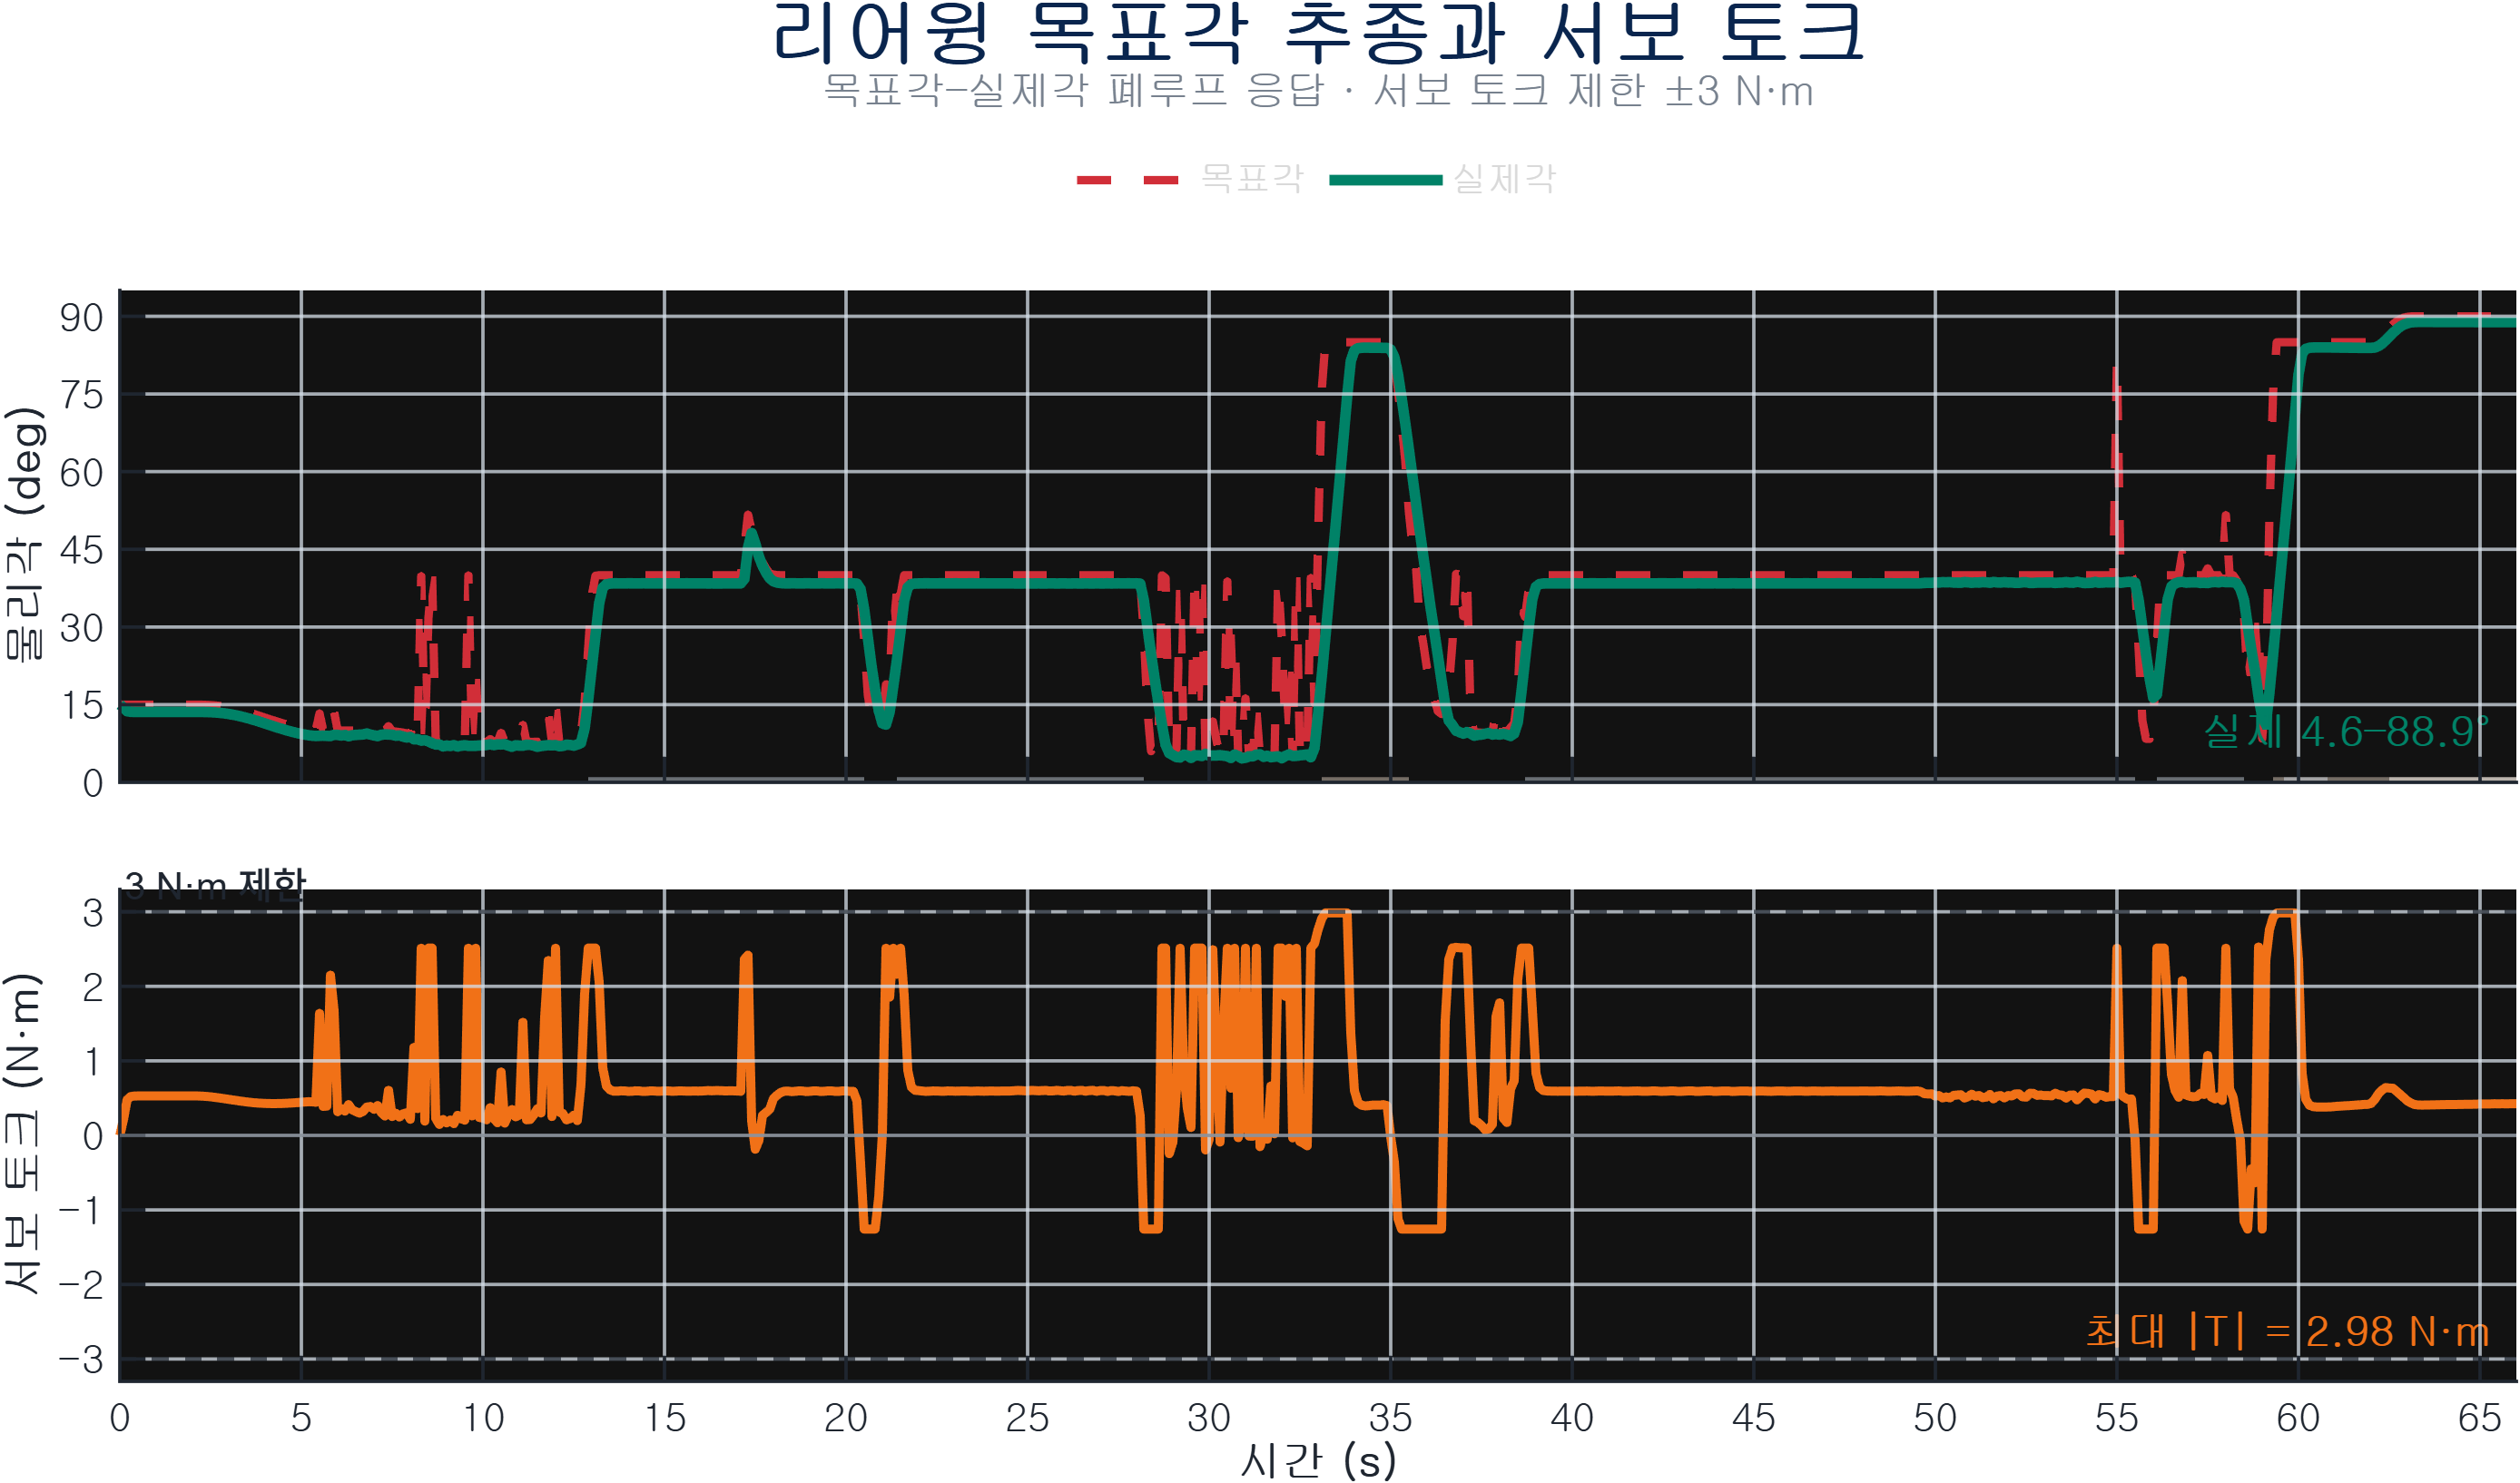 리어윙 목표각 추종과 서보 토크
목표각-실제각 폐루프 응답 · 서보 토크 제한 ±3 N·m
목표각 실제각
물리각 (deg)
90
75
60
45
30
15
0
실제 4.6–88.9°
3 N·m 제한
서보 토크 (N·m)
3
2
1
0
−1
−2
−3
최대 |T| = 2.98 N·m
0 5 10 15 20 25 30 35 40 45 50 55 60 65
시간 (s)